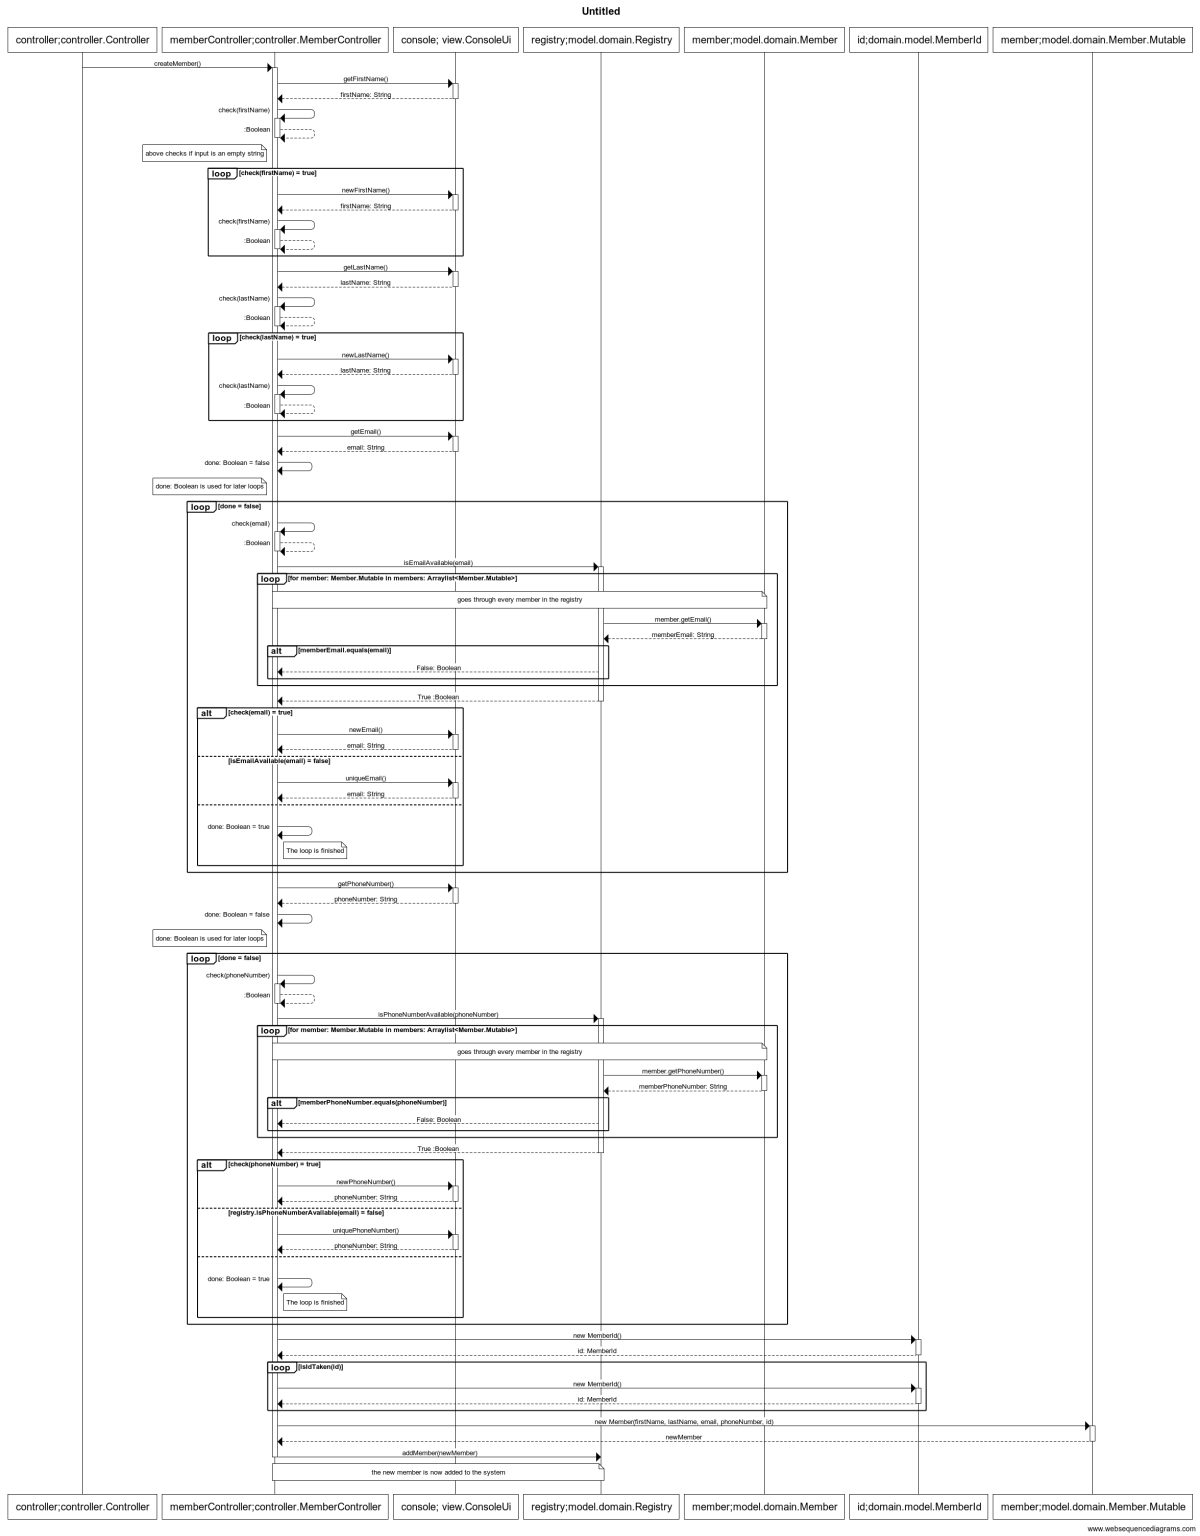 Untitled
controller;controller.Controller
memberController;controller.MemberController
console; view.ConsoleUi
registry;model.domain.Registry
member;model.domain.Member
id;domain.model.MemberId
member;model.domain.Member.Mutable
createMember()
getFirstName()
firstName: String
check(firstName)
:Boolean
above checks if input is an empty string
loop [check(firstName) = true]
newFirstName()
firstName: String
check(firstName)
:Boolean
getLastName()
lastName: String
check(lastName)
:Boolean
loop [check(lastName) = true]
newLastName()
lastName: String
check(lastName)
:Boolean
getEmail()
email: String
done: Boolean = false
done: Boolean is used for later loops
loop [done = false]
check(email)
:Boolean
isEmailAvailable(email)
loop [for member: Member.Mutable in members: Arraylist<Member.Mutable>]
goes through every member in the registry
member.getEmail()
memberEmail: String
alt [memberEmail.equals(email)]
False: Boolean
True :Boolean
alt [check(email) = true]
newEmail()
email: String
[isEmailAvailable(email) = false]
uniqueEmail()
email: String
done: Boolean = true
The loop is finished
getPhoneNumber()
phoneNumber: String
done: Boolean = false
done: Boolean is used for later loops
loop [done = false]
check(phoneNumber)
:Boolean
isPhoneNumberAvailable(phoneNumber)
loop [for member: Member.Mutable in members: Arraylist<Member.Mutable>]
goes through every member in the registry
member.getPhoneNumber()
memberPhoneNumber: String
alt [memberPhoneNumber.equals(phoneNumber)]
False: Boolean
True :Boolean
alt [check(phoneNumber) = true]
newPhoneNumber()
phoneNumber: String
[registry.isPhoneNumberAvailable(email) = false]
uniquePhoneNumber()
phoneNumber: String
done: Boolean = true
The loop is finished
new MemberId()
id: MemberId
loop [isIdTaken(id)]
new MemberId()
id: MemberId
new Member(firstName, lastName, email, phoneNumber, id)
newMember
addMember(newMember)
the new member is now added to the system
controller;controller.Controller
memberController;controller.MemberController
console; view.ConsoleUi
registry;model.domain.Registry
member;model.domain.Member
id;domain.model.MemberId
member;model.domain.Member.Mutable
www.websequencediagrams.com